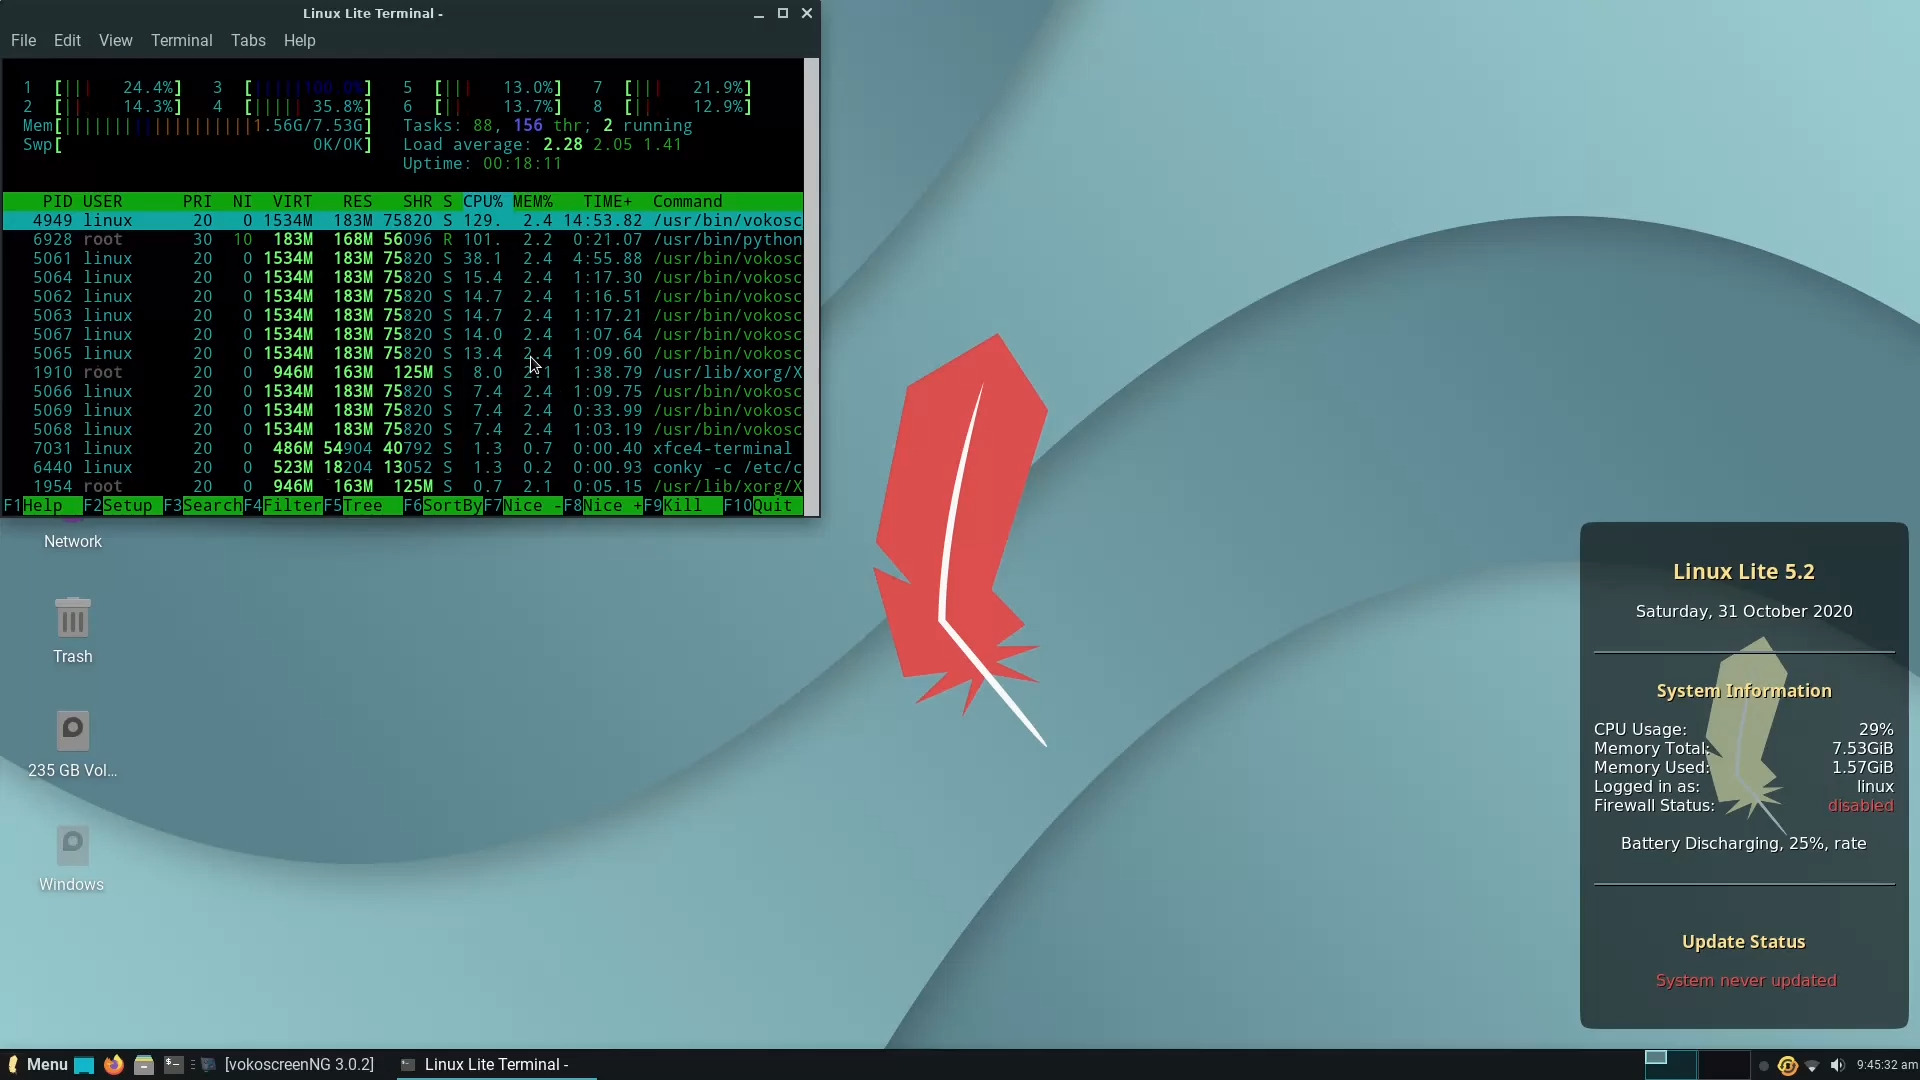 Linux Lite Terminal -
File Edit View Terminal Tabs Help
1 [||| 24.4%] 3 [||||||100.0%] 5 [||| 13.0%] 7 [||| 21.9%]
2 [|| 14.3%] 4 [||||| 35.8%] 6 [|| 13.7%] 8 [|| 12.9%]
Mem[|||||||||||||||||||1.56G/7.53G] Tasks: 88, 156 thr; 2 running
Swp[ 0K/0K] Load average: 2.28 2.05 1.41
Uptime: 00:18:11
PID USER PRI NI VIRT RES SHR S CPU% MEM% TIME+ Command
4949 linux 20 0 1534M 183M 75820 S 129. 2.4 14:53.82 /usr/bin/vokosc
6928 root 30 10 183M 168M 56096 R 101. 2.2 0:21.07 /usr/bin/python
5061 linux 20 0 1534M 183M 75820 S 38.1 2.4 4:55.88 /usr/bin/vokosc
5064 linux 20 0 1534M 183M 75820 S 15.4 2.4 1:17.30 /usr/bin/vokosc
5062 linux 20 0 1534M 183M 75820 S 14.7 2.4 1:16.51 /usr/bin/vokosc
5063 linux 20 0 1534M 183M 75820 S 14.7 2.4 1:17.21 /usr/bin/vokosc
5067 linux 20 0 1534M 183M 75820 S 14.0 2.4 1:07.64 /usr/bin/vokosc
5065 linux 20 0 1534M 183M 75820 S 13.4 2.4 1:09.60 /usr/bin/vokosc
1910 root 20 0 946M 163M 125M S 8.0 2.1 1:38.79 /usr/lib/xorg/X
5066 linux 20 0 1534M 183M 75820 S 7.4 2.4 1:09.75 /usr/bin/vokosc
5069 linux 20 0 1534M 183M 75820 S 7.4 2.4 0:33.99 /usr/bin/vokosc
5068 linux 20 0 1534M 183M 75820 S 7.4 2.4 1:03.19 /usr/bin/vokosc
7031 linux 20 0 486M 54904 40792 S 1.3 0.7 0:00.40 xfce4-terminal
6440 linux 20 0 523M 18204 13052 S 1.3 0.2 0:00.93 conky -c /etc/c
1954 root 20 0 946M 163M 125M S 0.7 2.1 0:05.15 /usr/lib/xorg/X
F1Help F2Setup F3SearchF4FilterF5Tree F6SortByF7Nice -F8Nice +F9Kill F10Quit
Network
Trash
235 GB Vol...
Windows
Linux Lite 5.2
Saturday, 31 October 2020
System Information
CPU Usage: 29%
Memory Total: 7.53GiB
Memory Used: 1.57GiB
Logged in as: linux
Firewall Status: disabled
Battery Discharging, 25%, rate
Update Status
System never updated
Menu [vokoscreenNG 3.0.2] Linux Lite Terminal - 9:45:32 am